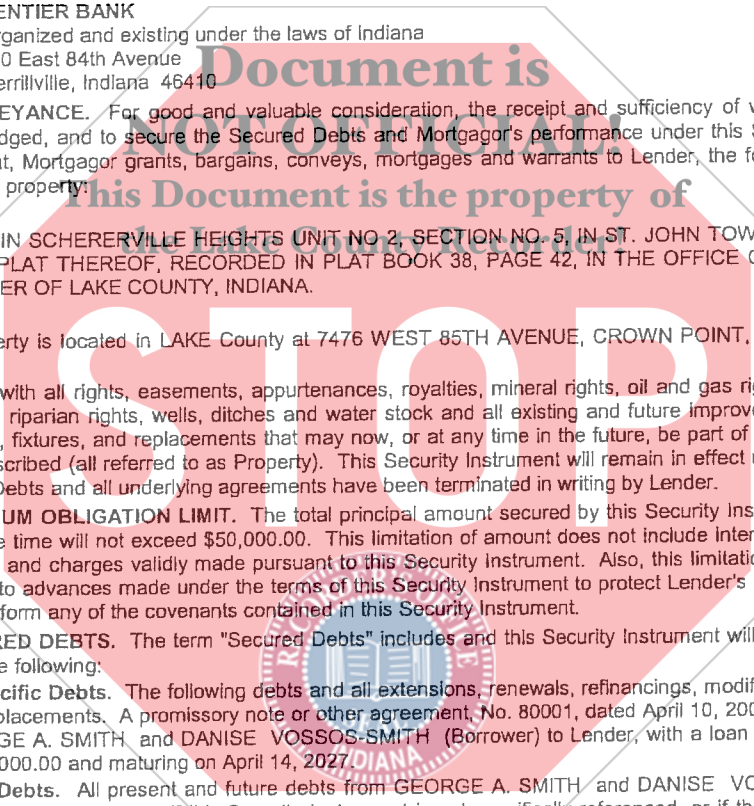 ENTIER BANK
rganized and existing under the laws of Indiana
0 East 84th Avenue
errillville, Indiana 46410
Document is
EYANCE. For good and valuable consideration, the receipt and sufficiency of v
NOT OFFICIAL!
dged, and to secure the Secured Debts and Mortgagor's performance under this S
t, Mortgagor grants, bargains, conveys, mortgages and warrants to Lender, the fo
property:
This Document is the property of
the Lake County Recorder!
IN SCHERERVILLE HEIGHTS UNIT NO 2, SECTION NO. 5, IN ST. JOHN TOW
PLAT THEREOF, RECORDED IN PLAT BOOK 38, PAGE 42, IN THE OFFICE O
ER OF LAKE COUNTY, INDIANA.
erty is located in LAKE County at 7476 WEST 85TH AVENUE, CROWN POINT,
STOP
with all rights, easements, appurtenances, royalties, mineral rights, oil and gas rig
riparian rights, wells, ditches and water stock and all existing and future improve
, fixtures, and replacements that may now, or at any time in the future, be part of
scribed (all referred to as Property). This Security Instrument will remain in effect u
Debts and all underlying agreements have been terminated in writing by Lender.
UM OBLIGATION LIMIT. The total principal amount secured by this Security Ins
e time will not exceed $50,000.00. This limitation of amount does not include inter
and charges validly made pursuant to this Security Instrument. Also, this limitatio
to advances made under the terms of this Security Instrument to protect Lender's
form any of the covenants contained in this Security Instrument.
RED DEBTS. The term "Secured Debts" includes and this Security Instrument will
e following:
cific Debts. The following debts and all extensions, renewals, refinancings, modifi
placements. A promissory note or other agreement, No. 80001, dated April 10, 200
GE A. SMITH and DANISE VOSSOS-SMITH (Borrower) to Lender, with a loan
000.00 and maturing on April 14, 2027.
INDIANA
Debts. All present and future debts from GEORGE A. SMITH and DANISE VO